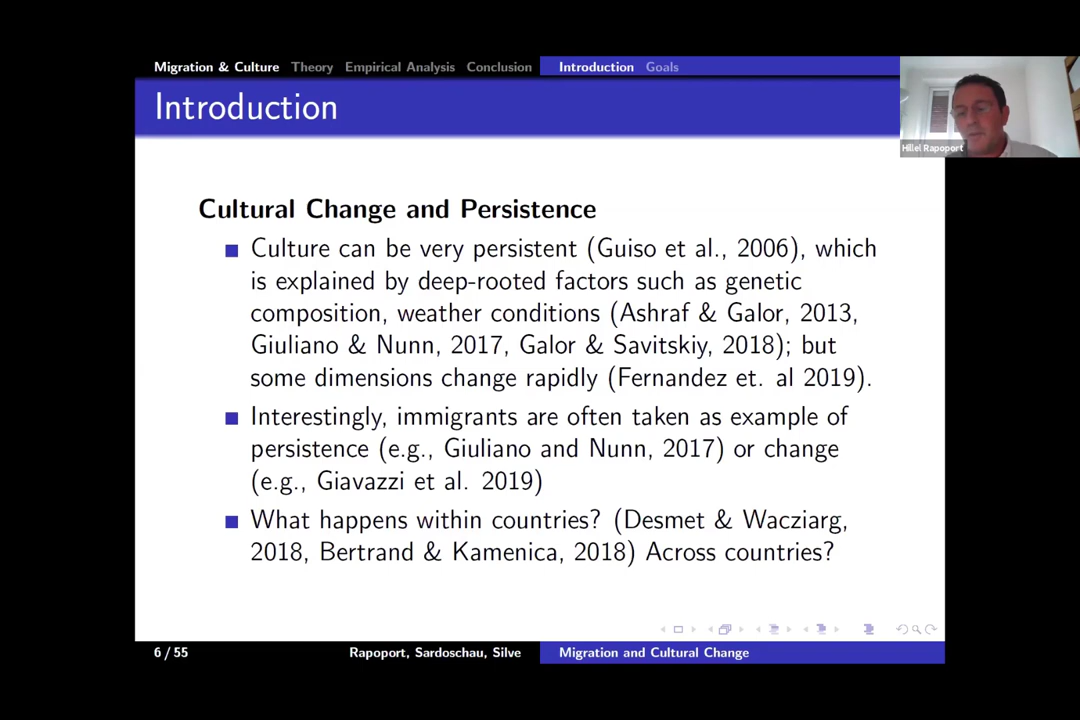 Migration & Culture Theory Empirical Analysis Conclusion Introduction Goals
Introduction
Hillel Rapoport
Cultural Change and Persistence
Culture can be very persistent (Guiso et al., 2006), which
is explained by deep-rooted factors such as genetic
composition, weather conditions (Ashraf & Galor, 2013,
Giuliano & Nunn, 2017, Galor & Savitskiy, 2018); but
some dimensions change rapidly (Fernandez et. al 2019).
Interestingly, immigrants are often taken as example of
persistence (e.g., Giuliano and Nunn, 2017) or change
(e.g., Giavazzi et al. 2019)
What happens within countries? (Desmet & Wacziarg,
2018, Bertrand & Kamenica, 2018) Across countries?
6 / 55 Rapoport, Sardoschau, Silve Migration and Cultural Change